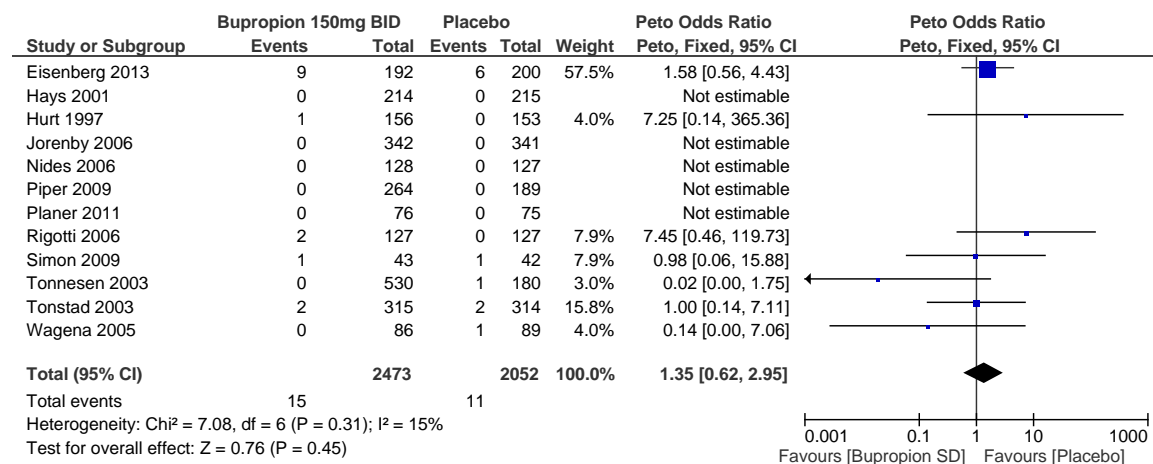 Bupropion 150mg BID Placebo Peto Odds Ratio Peto Odds Ratio
Study or Subgroup Events Total Events Total Weight Peto, Fixed, 95% CI Peto, Fixed, 95% CI
Eisenberg 2013 9 192 6 200 57.5% 1.58 [0.56, 4.43]
Hays 2001 0 214 0 215 Not estimable
Hurt 1997 1 156 0 153 4.0% 7.25 [0.14, 365.36]
Jorenby 2006 0 342 0 341 Not estimable
Nides 2006 0 128 0 127 Not estimable
Piper 2009 0 264 0 189 Not estimable
Planer 2011 0 76 0 75 Not estimable
Rigotti 2006 2 127 0 127 7.9% 7.45 [0.46, 119.73]
Simon 2009 1 43 1 42 7.9% 0.98 [0.06, 15.88]
Tonnesen 2003 0 530 1 180 3.0% 0.02 [0.00, 1.75]
Tonstad 2003 2 315 2 314 15.8% 1.00 [0.14, 7.11]
Wagena 2005 0 86 1 89 4.0% 0.14 [0.00, 7.06]
Total (95% CI) 2473 2052 100.0% 1.35 [0.62, 2.95]
Total events 15 11
Heterogeneity: Chi² = 7.08, df = 6 (P = 0.31); I² = 15%
Test for overall effect: Z = 0.76 (P = 0.45)
0.001 0.1 1 10 1000
Favours [Bupropion SD] Favours [Placebo]